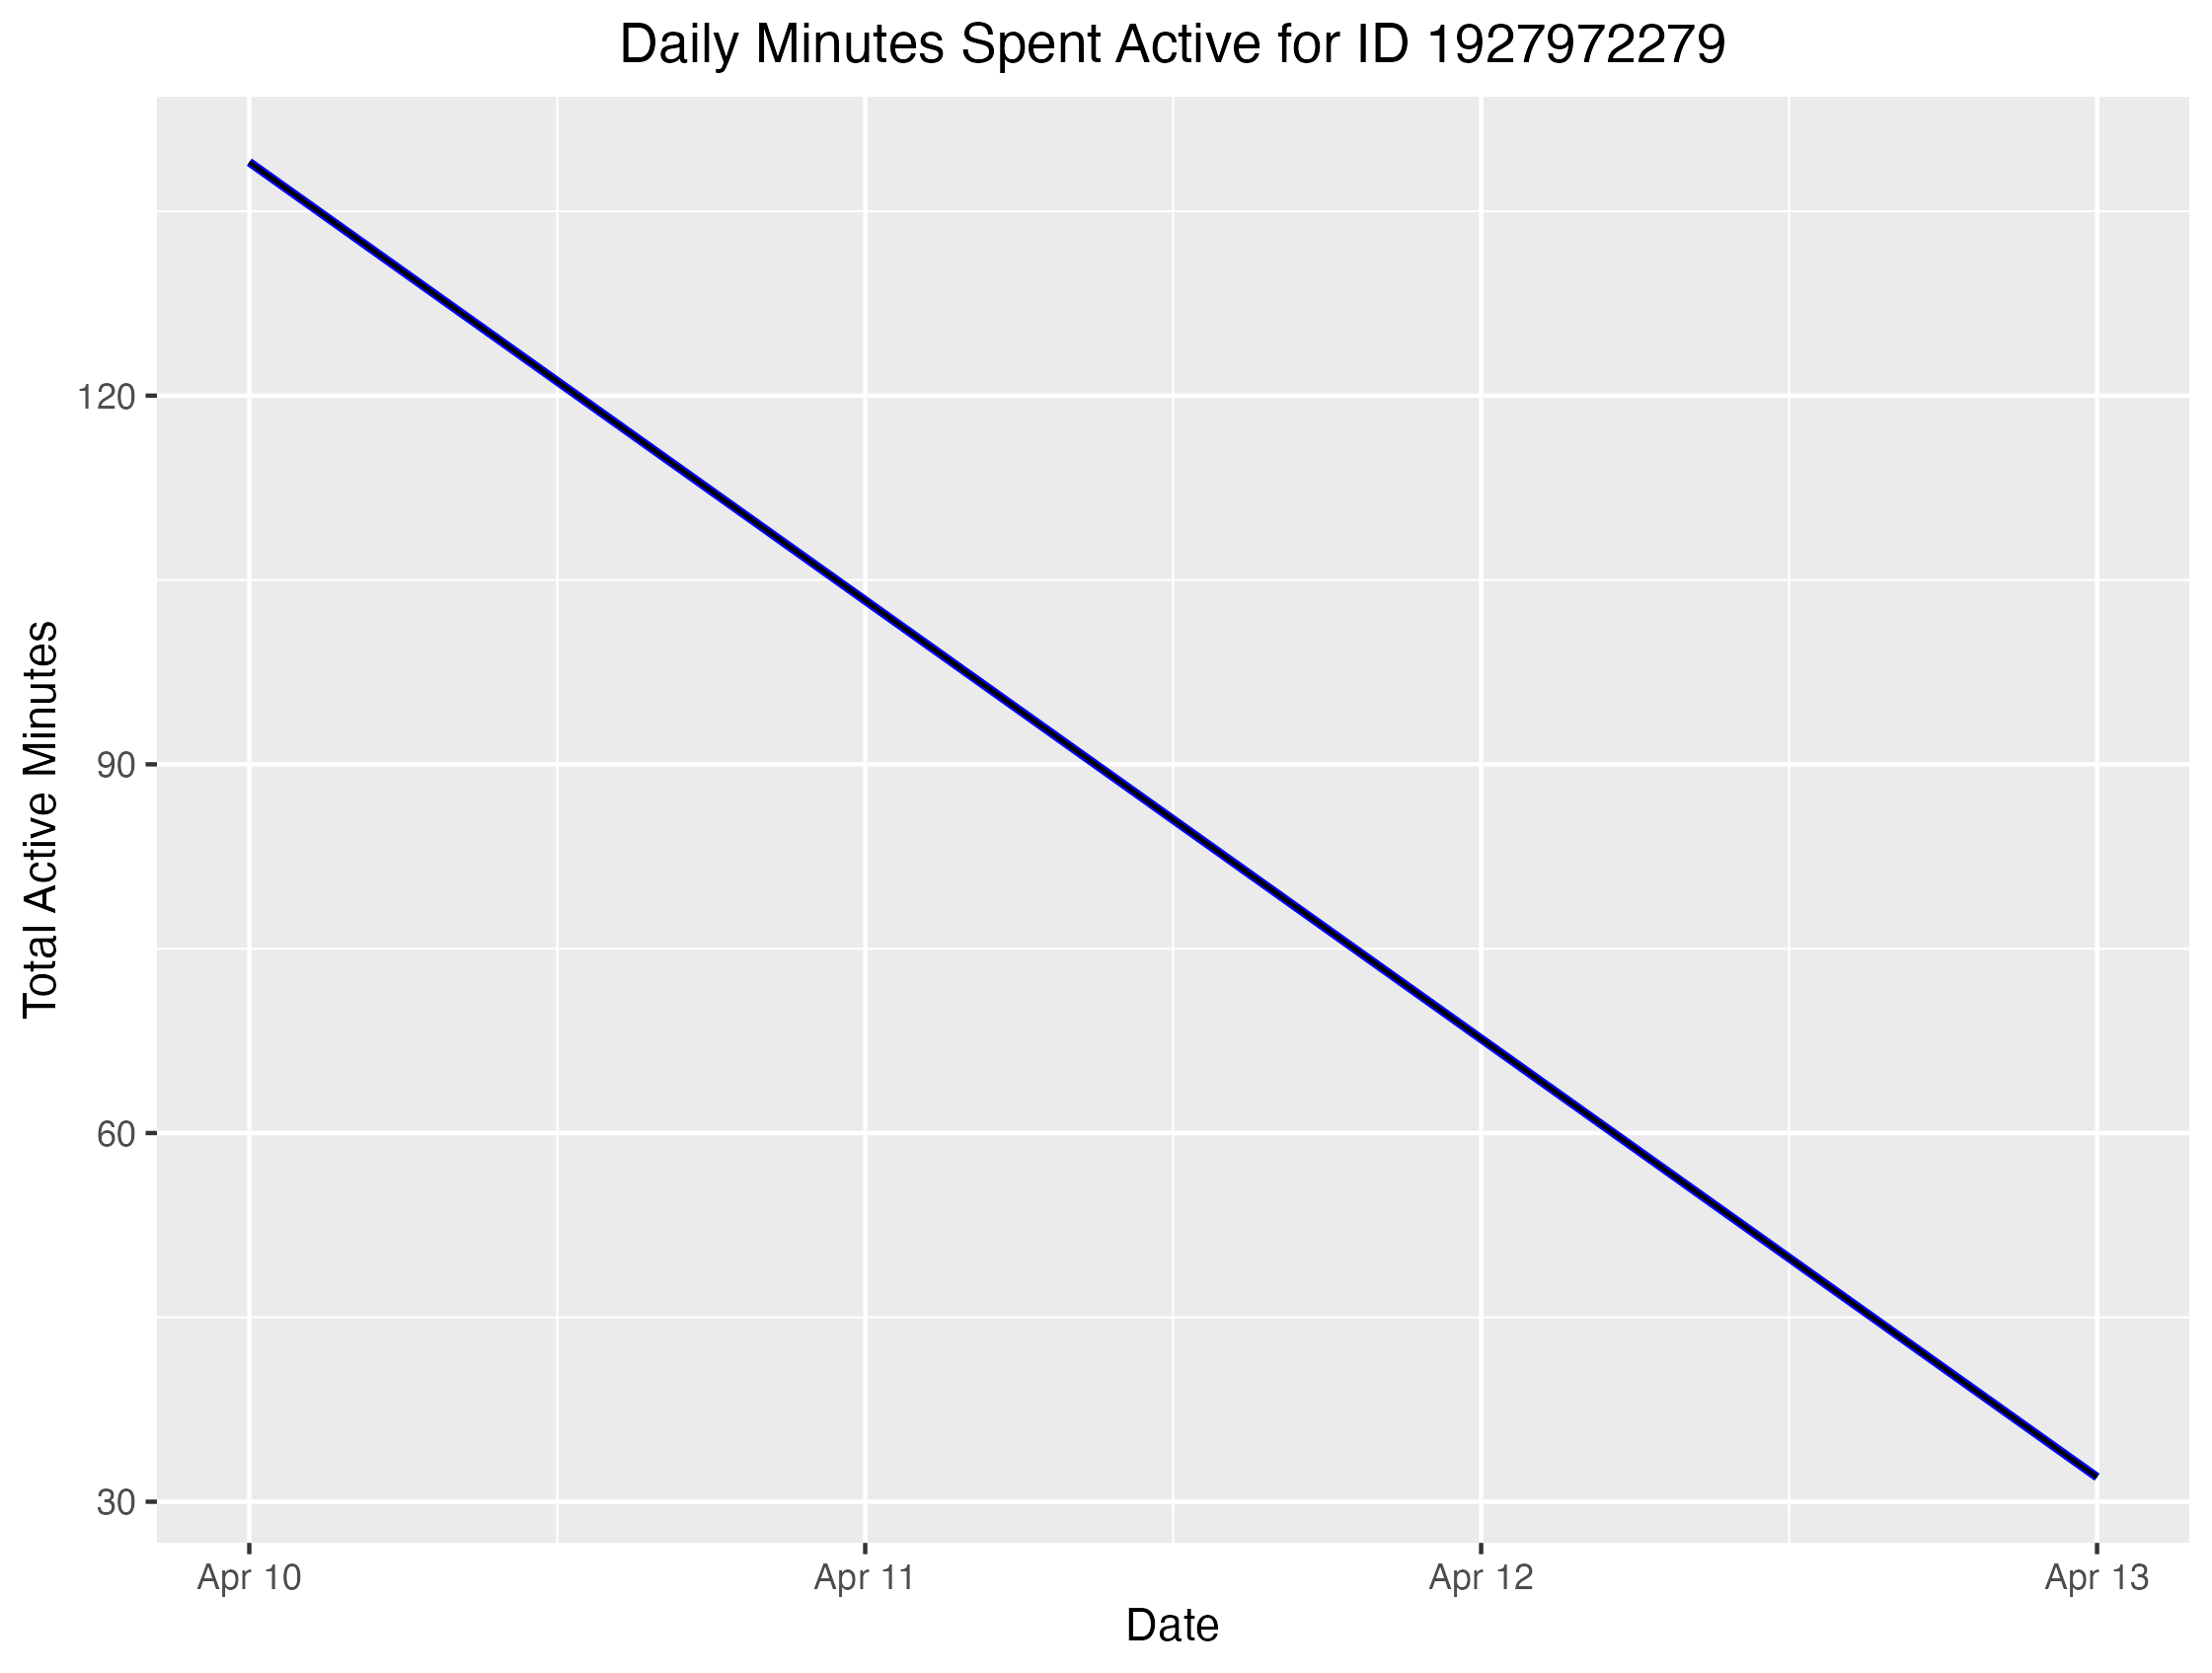 Daily Minutes Spent Active for ID 1927972279
Total Active Minutes
120
90
60
30
Apr 10 Apr 11 Apr 12 Apr 13
Date